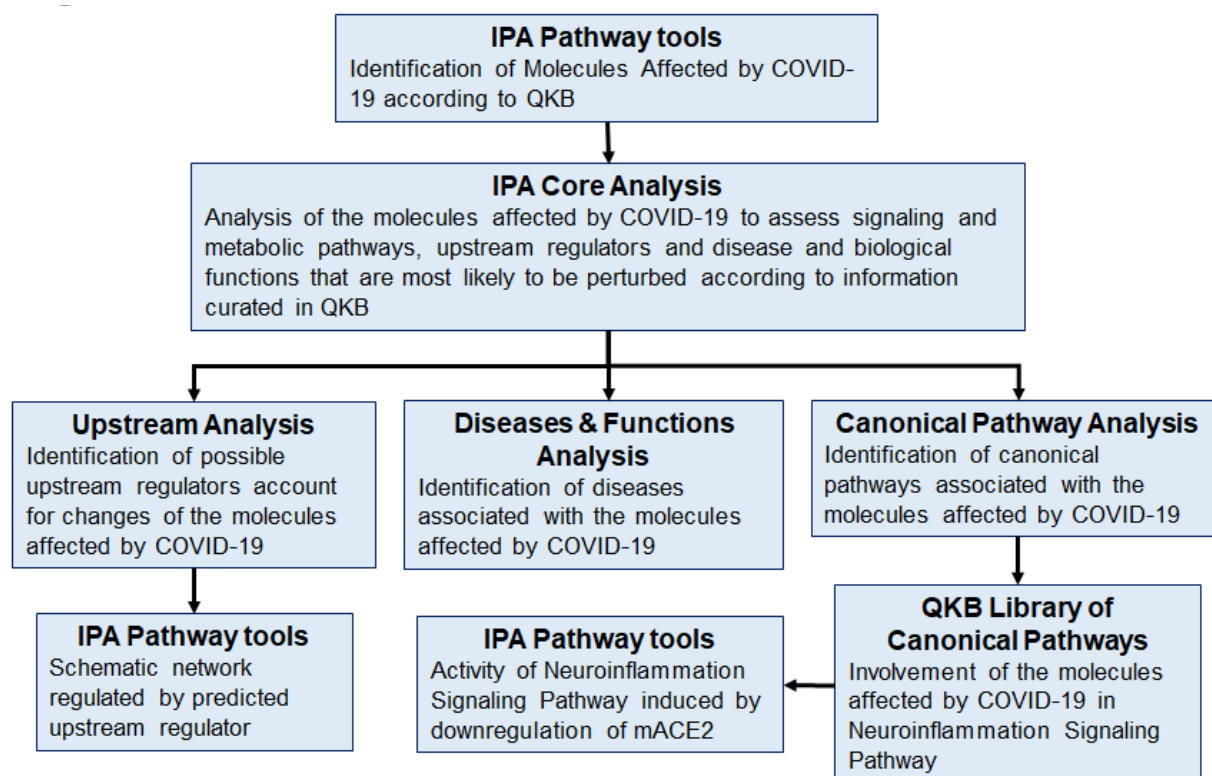 IPA Pathway tools
Identification of Molecules Affected by COVID-
19 according to QKB
IPA Core Analysis
Analysis of the molecules affected by COVID-19 to assess signaling and
metabolic pathways, upstream regulators and disease and biological
functions that are most likely to be perturbed according to information
curated in QKB
Upstream Analysis
Identification of possible
upstream regulators account
for changes of the molecules
affected by COVID-19
Diseases & Functions
Analysis
Identification of diseases
associated with the molecules
affected by COVID-19
Canonical Pathway Analysis
Identification of canonical
pathways associated with the
molecules affected by COVID-19
IPA Pathway tools
Schematic network
regulated by predicted
upstream regulator
IPA Pathway tools
Activity of Neuroinflammation
Signaling Pathway induced by
downregulation of mACE2
QKB Library of
Canonical Pathways
Involvement of the molecules
affected by COVID-19 in
Neuroinflammation Signaling
Pathway